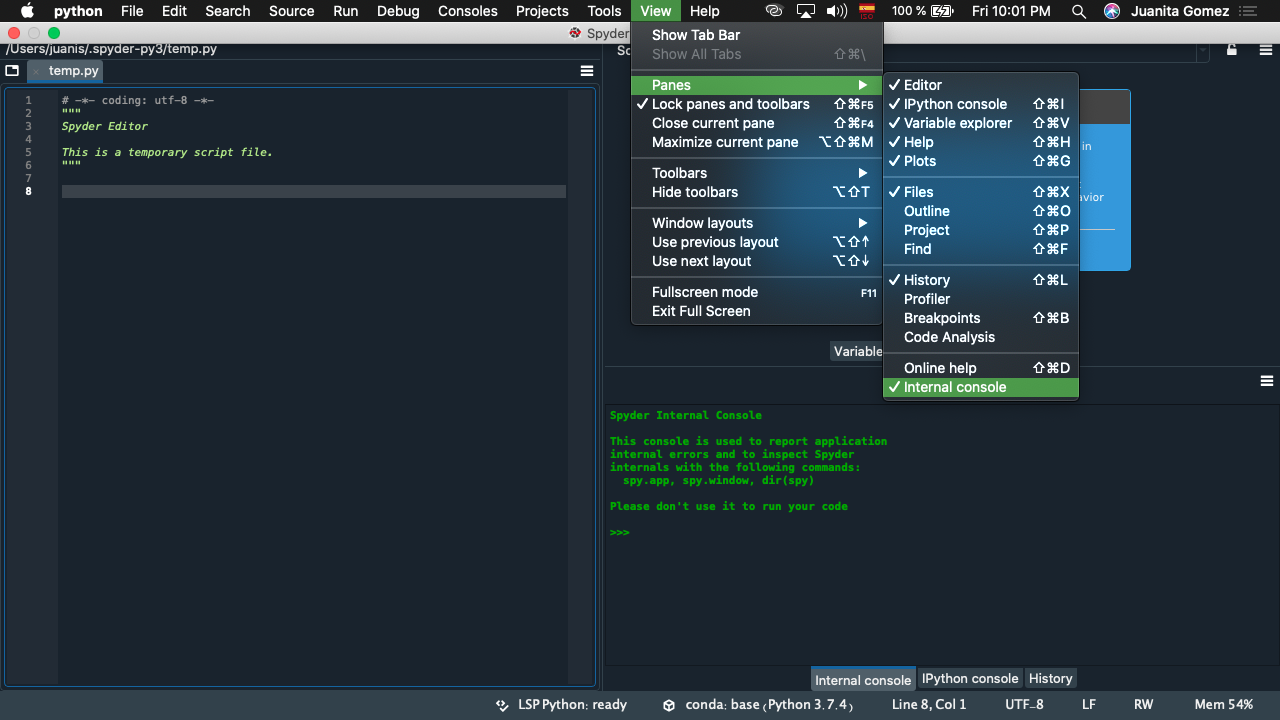 python File Edit Search Source Run Debug Consoles Projects Tools View Help 100 % Fri 10:01 PM Juanita Gomez
Spyder
/Users/juanis/.spyder-py3/temp.py
temp.py
1 # -*- coding: utf-8 -*-
2 """
3 Spyder Editor
4
5 This is a temporary script file.
6 """
7
8
Show Tab Bar
Show All Tabs ⇧⌘\
Panes
✓ Lock panes and toolbars ⇧⌘F5
Close current pane ⇧⌘F4
Maximize current pane ⌥⇧⌘M
Toolbars
Hide toolbars ⌥⇧T
Window layouts
Use previous layout ⌥⇧↑
Use next layout ⌥⇧↓
Fullscreen mode F11
Exit Full Screen
✓ Editor
✓ IPython console ⇧⌘I
✓ Variable explorer ⇧⌘V
✓ Help ⇧⌘H
✓ Plots ⇧⌘G
✓ Files ⇧⌘X
Outline ⇧⌘O
Project ⇧⌘P
Find ⇧⌘F
✓ History ⇧⌘L
Profiler
Breakpoints ⇧⌘B
Code Analysis
Online help ⇧⌘D
✓ Internal console
in
avior
Variable
Spyder Internal Console
This console is used to report application
internal errors and to inspect Spyder
internals with the following commands:
spy.app, spy.window, dir(spy)
Please don't use it to run your code
>>>
Internal console IPython console History
LSP Python: ready conda: base (Python 3.7.4) Line 8, Col 1 UTF-8 LF RW Mem 54%